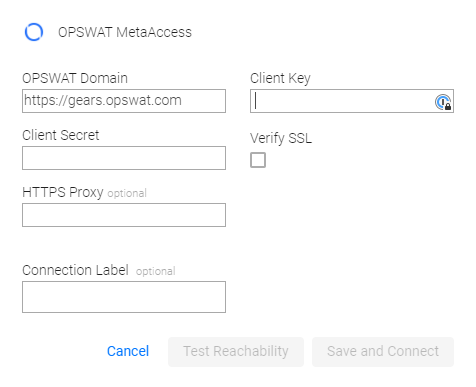 OPSWAT MetaAccess
OPSWAT Domain
https://gears.opswat.com
Client Key
Client Secret
Verify SSL
HTTPS Proxy optional
Connection Label optional
Cancel
Test Reachability
Save and Connect